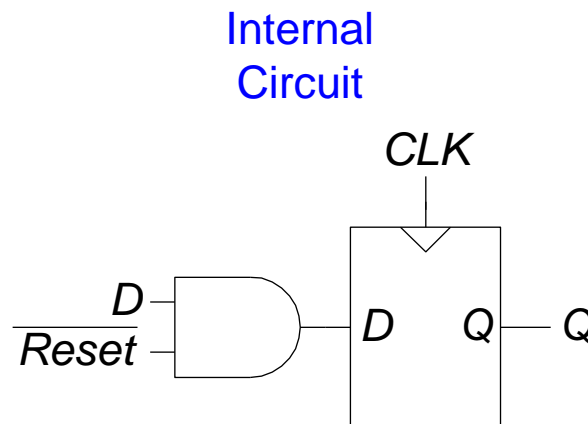 Internal
Circuit
CLK
D
D Q Q
Reset